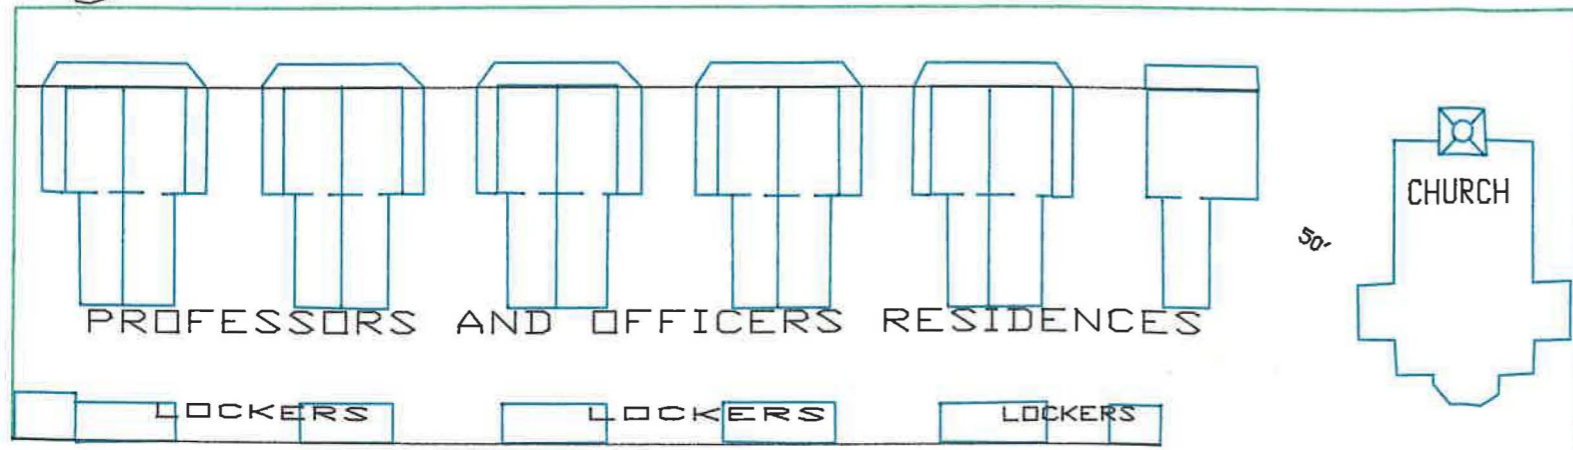 CHURCH
50'
PROFESSORS AND OFFICERS RESIDENCES
LOCKERS LOCKERS LOCKERS